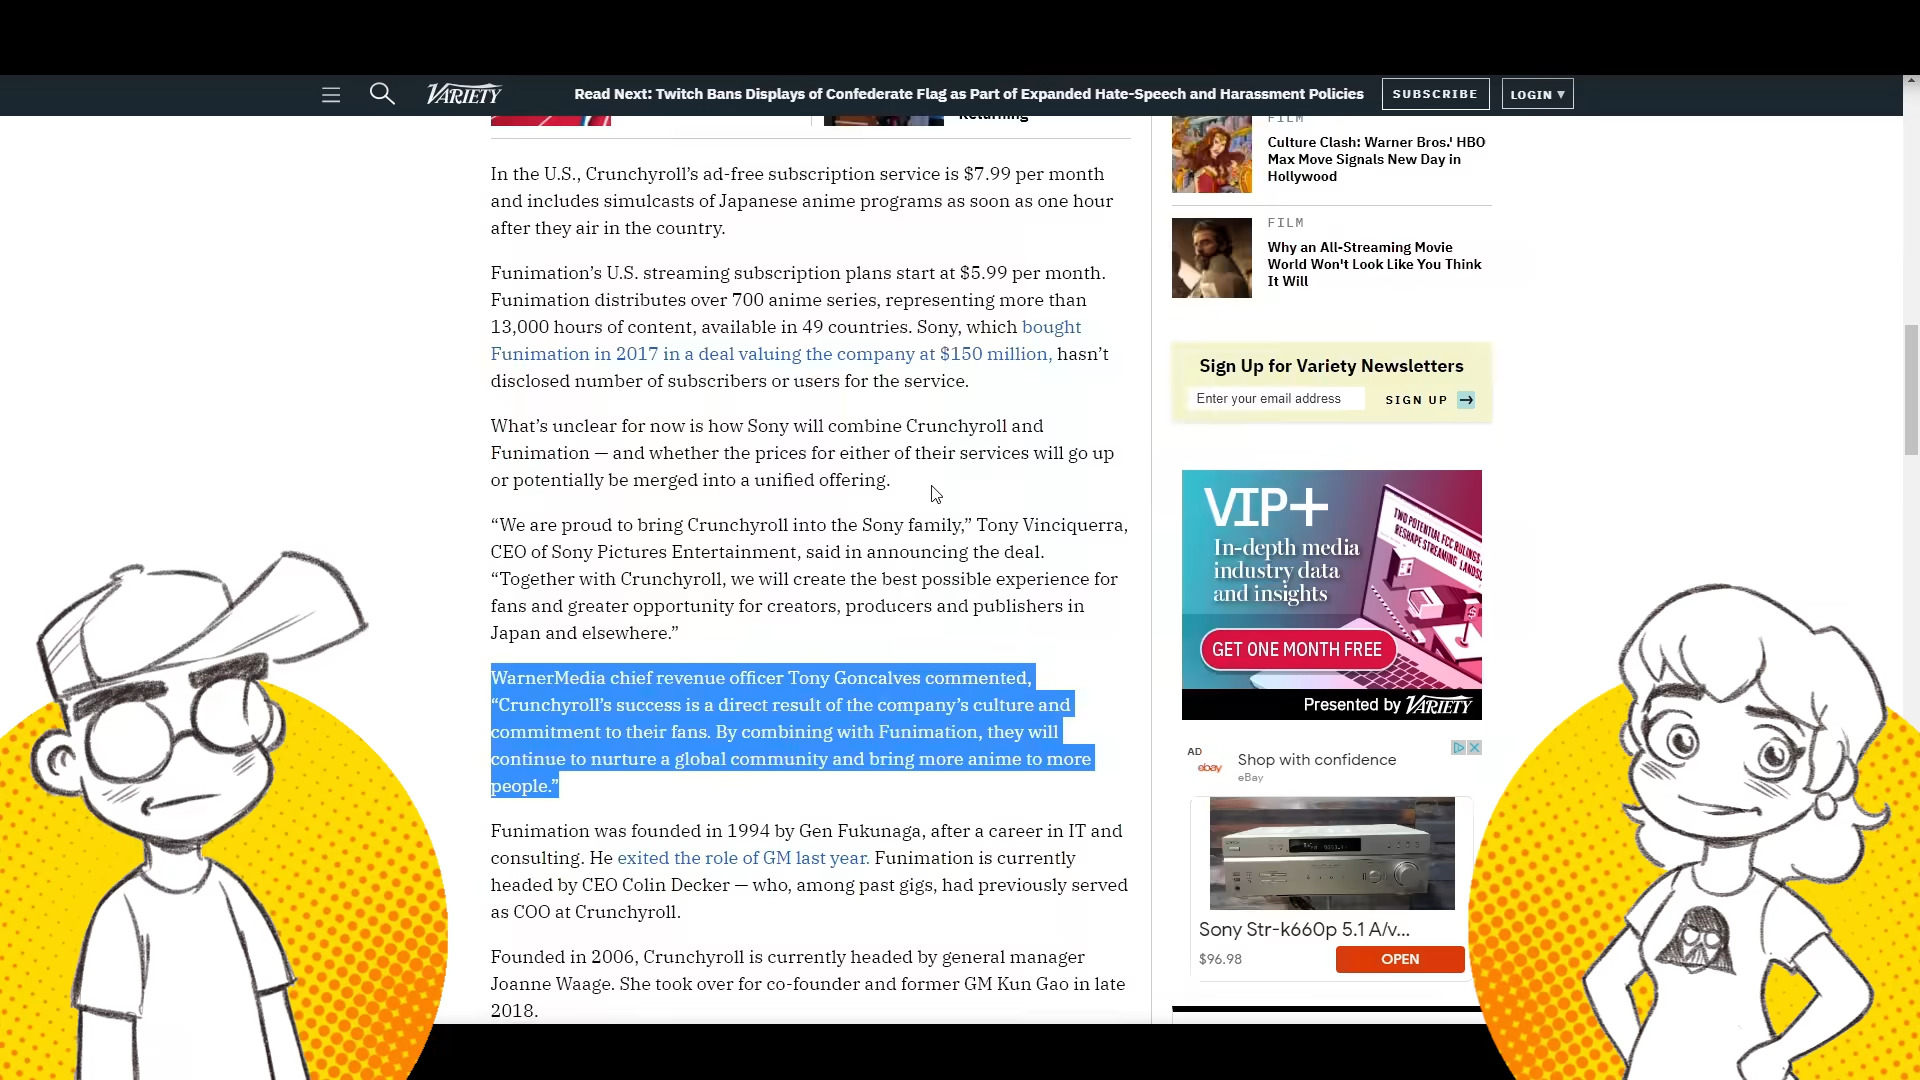 VARIETY
Read Next: Twitch Bans Displays of Confederate Flag as Part of Expanded Hate-Speech and Harassment Policies
SUBSCRIBE
LOGIN ▾
Returning
In the U.S., Crunchyroll’s ad-free subscription service is $7.99 per month
and includes simulcasts of Japanese anime programs as soon as one hour
after they air in the country.
Funimation’s U.S. streaming subscription plans start at $5.99 per month.
Funimation distributes over 700 anime series, representing more than
13,000 hours of content, available in 49 countries. Sony, which bought
Funimation in 2017 in a deal valuing the company at $150 million, hasn’t
disclosed number of subscribers or users for the service.
What’s unclear for now is how Sony will combine Crunchyroll and
Funimation — and whether the prices for either of their services will go up
or potentially be merged into a unified offering.
“We are proud to bring Crunchyroll into the Sony family,” Tony Vinciquerra,
CEO of Sony Pictures Entertainment, said in announcing the deal.
“Together with Crunchyroll, we will create the best possible experience for
fans and greater opportunity for creators, producers and publishers in
Japan and elsewhere.”
WarnerMedia chief revenue officer Tony Goncalves commented,
“Crunchyroll’s success is a direct result of the company’s culture and
commitment to their fans. By combining with Funimation, they will
continue to nurture a global community and bring more anime to more
people.”
Funimation was founded in 1994 by Gen Fukunaga, after a career in IT and
consulting. He exited the role of GM last year. Funimation is currently
headed by CEO Colin Decker — who, among past gigs, had previously served
as COO at Crunchyroll.
Founded in 2006, Crunchyroll is currently headed by general manager
Joanne Waage. She took over for co-founder and former GM Kun Gao in late
2018.
FILM
Culture Clash: Warner Bros.' HBO
Max Move Signals New Day in
Hollywood
FILM
Why an All-Streaming Movie
World Won't Look Like You Think
It Will
Sign Up for Variety Newsletters
Enter your email address
SIGN UP →
VIP+
In-depth media
industry data
and insights
TWO POTENTIAL FCC RULINGS
RESHAPE STREAMING
GET ONE MONTH FREE
Presented by VARIETY
AD
ebay
Shop with confidence
eBay
Sony Str-k660p 5.1 A/v...
$96.98
OPEN